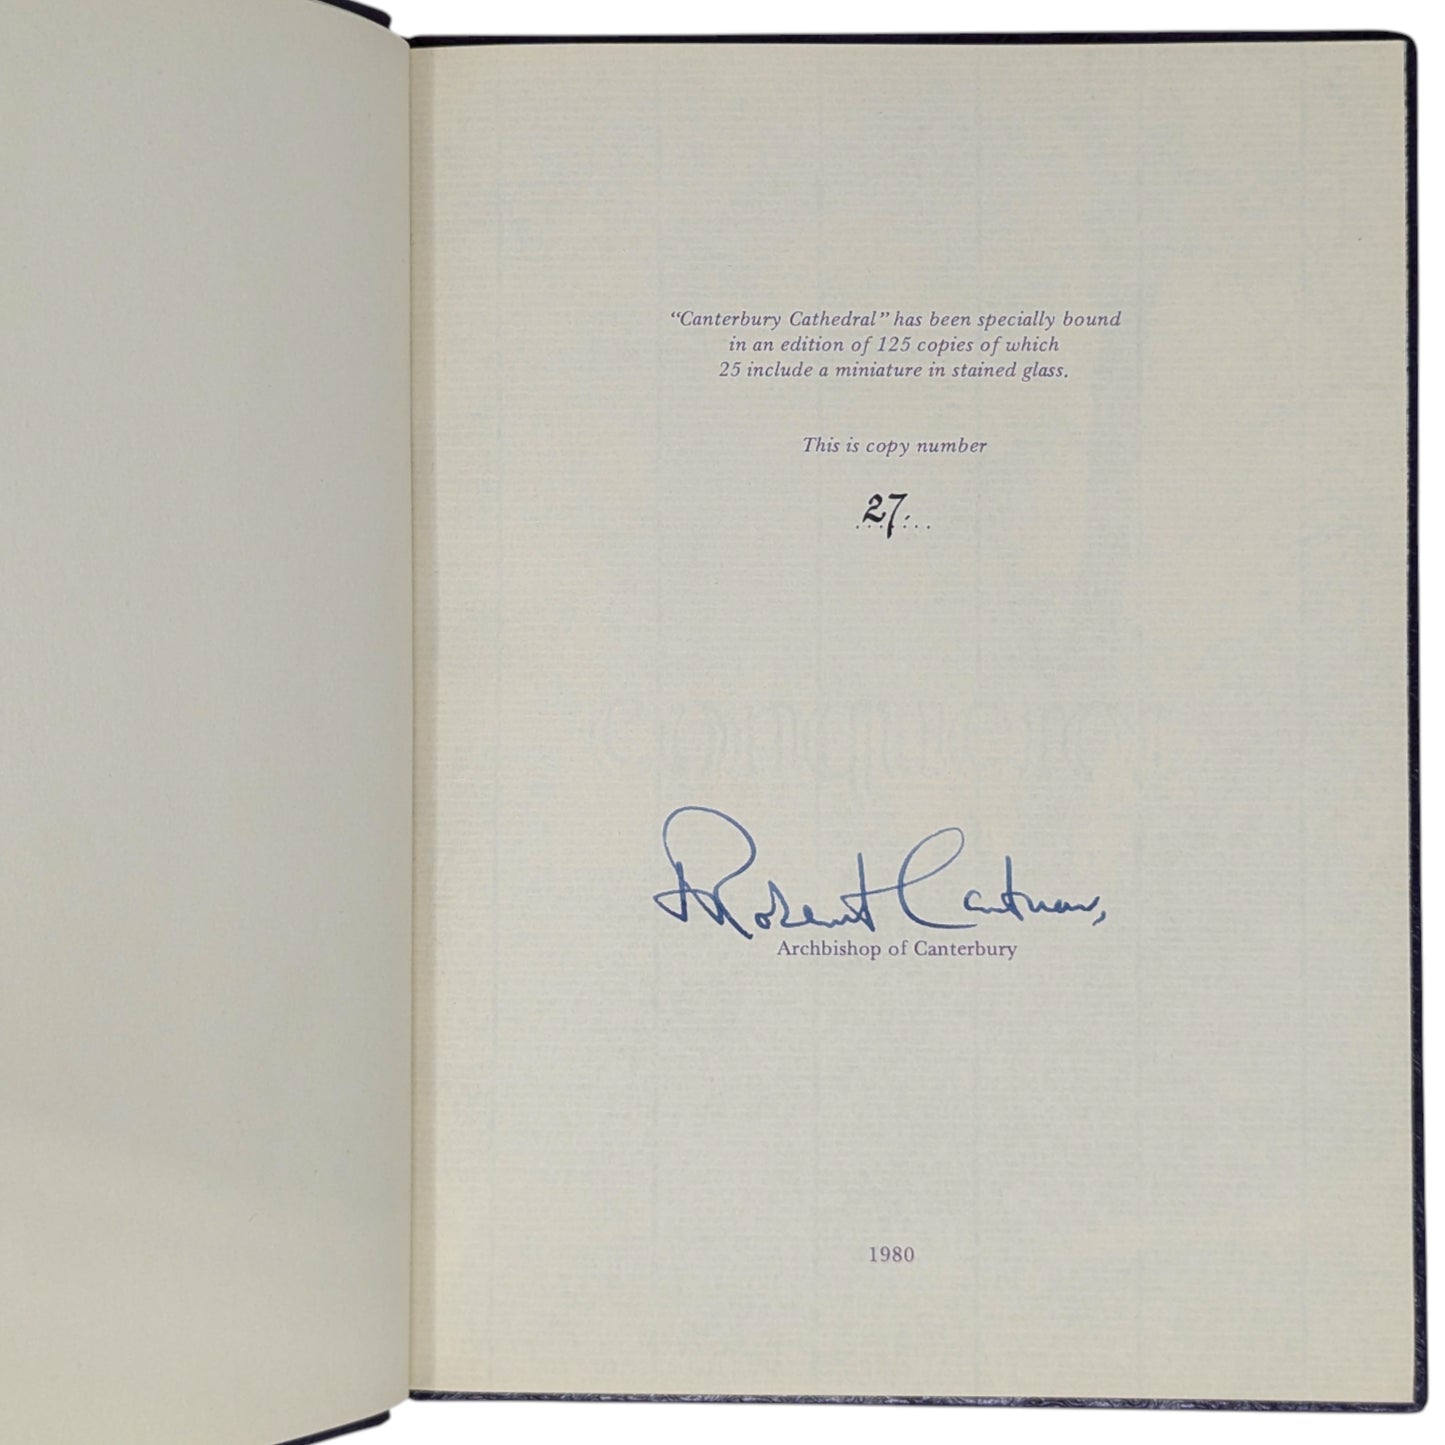 “Canterbury Cathedral” has been specially bound
in an edition of 125 copies of which
25 include a miniature in stained glass.
This is copy number
27
Robert Cantuar,
Archbishop of Canterbury
1980